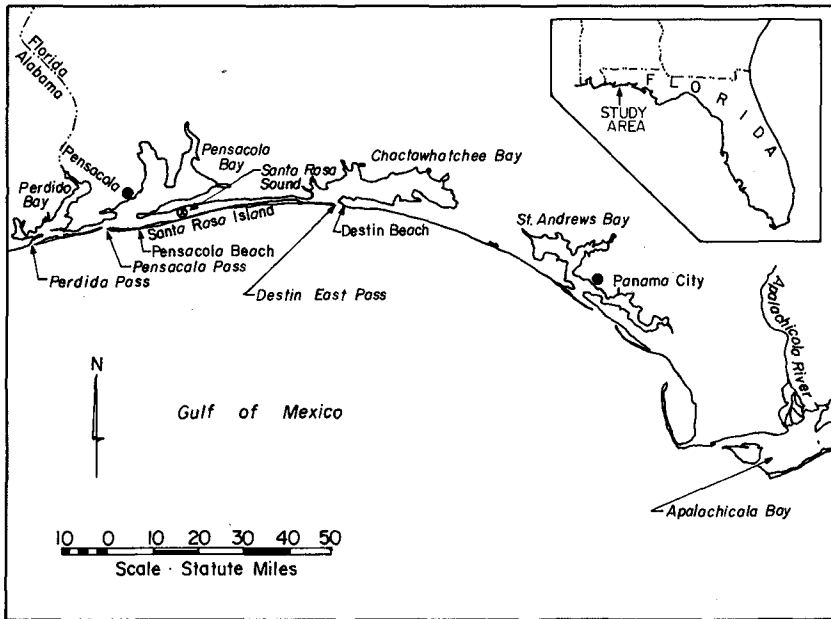 Florida
Alabama
FLORIDA
STUDY
AREA
Pensacola
Pensacola
Bay
Santa Rosa
Sound
Choctawhatchee Bay
Perdido
Bay
Santa Rosa Island
Pensacola Beach
Destin Beach
St. Andrews Bay
Perdida Pass
Pensacala Pass
Destin East Pass
Panama City
Apalachicola River
N
Gulf of Mexico
Apalachicala Bay
10 0 10 20 30 40 50
Scale · Statute Miles